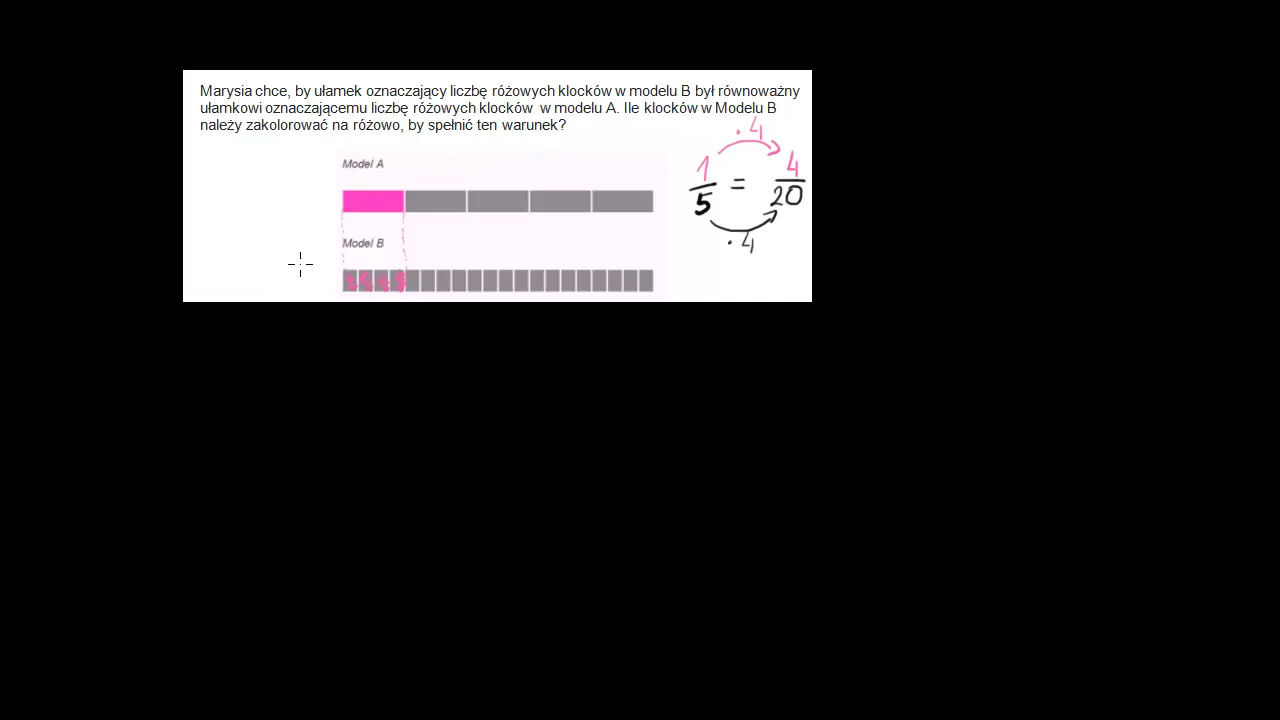 Marysia chce, by ułamek oznaczający liczbę różowych klocków w modelu B był równoważny
ułamkowi oznaczającemu liczbę różowych klocków w modelu A. Ile klocków w Modelu B
należy zakolorować na różowo, by spełnić ten warunek?
Model A
Model B
· 4
1/5 = 4/20
· 4